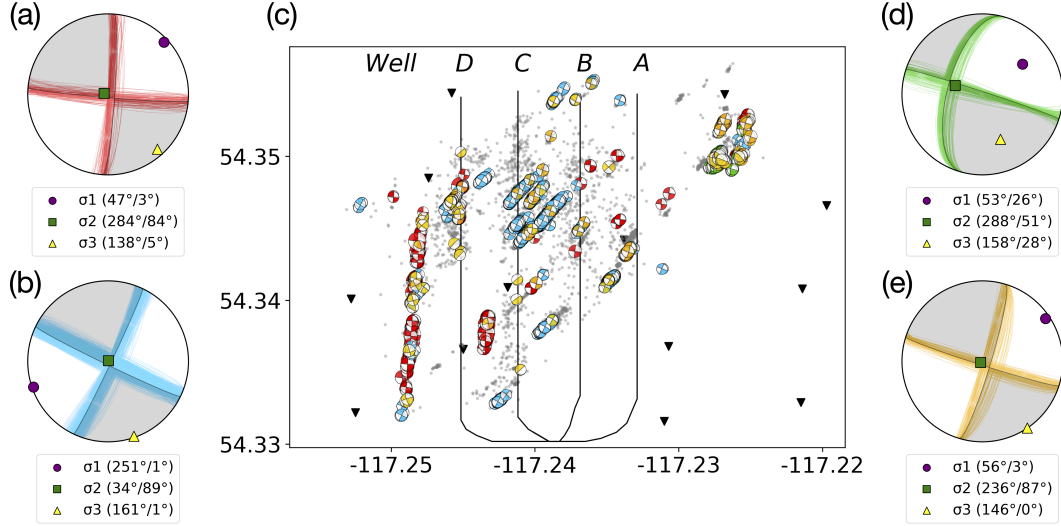 (a)
σ1 (47°/3°)
σ2 (284°/84°)
σ3 (138°/5°)
(b)
σ1 (251°/1°)
σ2 (34°/89°)
σ3 (161°/1°)
(c)
Well D C B A
54.35
54.34
54.33
-117.25 -117.24 -117.23 -117.22
(d)
σ1 (53°/26°)
σ2 (288°/51°)
σ3 (158°/28°)
(e)
σ1 (56°/3°)
σ2 (236°/87°)
σ3 (146°/0°)